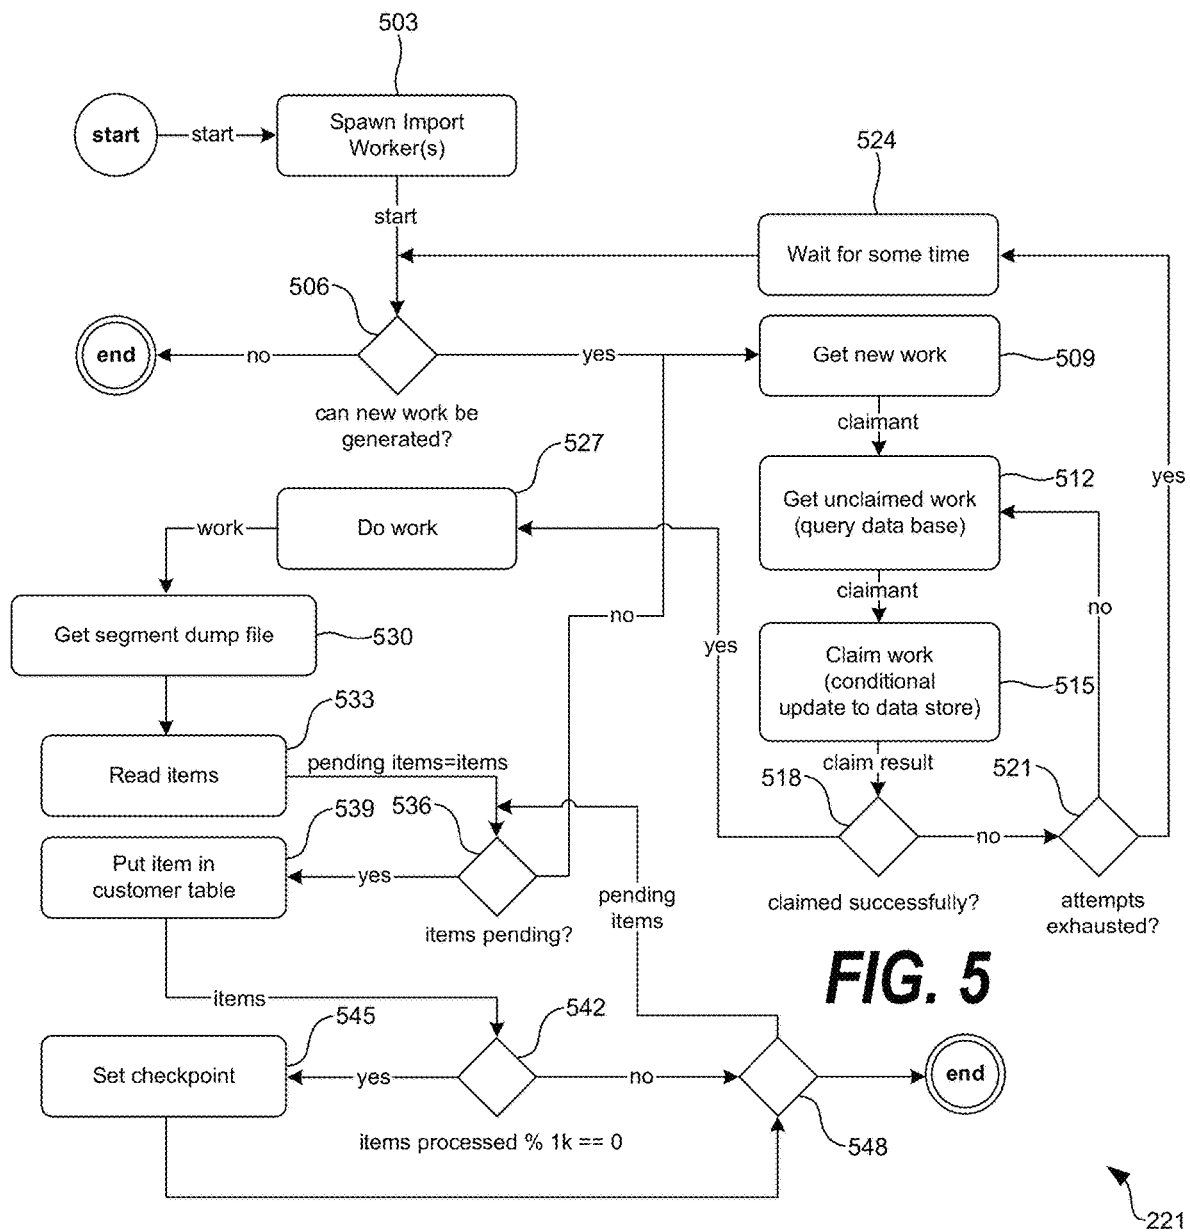 503
start
start
Spawn Import
Worker(s)
524
start
Wait for some time
506
end
no
yes
Get new work
509
can new work be
generated?
claimant
527
yes
Get unclaimed work
(query data base)
512
work
Do work
claimant
no
no
Get segment dump file
530
yes
Claim work
(conditional
update to data store)
515
533
Read items
pending items=items
claim result
518
521
539
536
no
Put item in
customer table
yes
pending
items
claimed successfully?
attempts
exhausted?
items pending?
FIG. 5
items
545
542
Set checkpoint
yes
no
end
items processed % 1k == 0
548
221